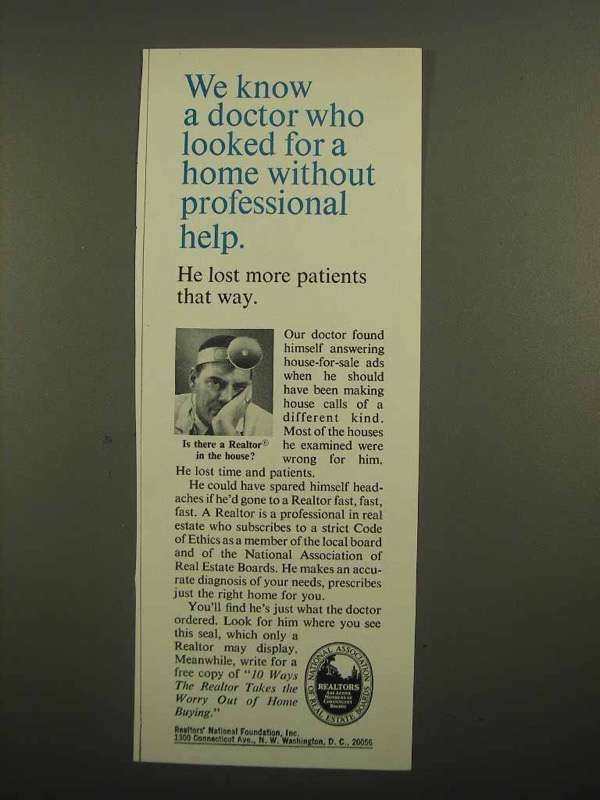 We know
a doctor who
looked for a
home without
professional
help.
He lost more patients
that way.
Our doctor found
himself answering
house-for-sale ads
when he should
have been making
house calls of a
different kind.
Most of the houses
he examined were
wrong for him.
Is there a Realtor®
in the house?
He lost time and patients.
He could have spared himself head-
aches if he'd gone to a Realtor fast, fast,
fast. A Realtor is a professional in real
estate who subscribes to a strict Code
of Ethics as a member of the local board
and of the National Association of
Real Estate Boards. He makes an accu-
rate diagnosis of your needs, prescribes
just the right home for you.
You'll find he's just what the doctor
ordered. Look for him where you see
this seal, which only a
Realtor may display.
Meanwhile, write for a
free copy of "10 Ways
The Realtor Takes the
Worry Out of Home
Buying."
NATIONAL ASSOCIATION
OF REAL ESTATE BOARDS
REALTORS
Are Active
Members of
Constituent
Boards
Realtors' National Foundation, Inc.
1300 Connecticut Ave., N. W. Washington, D. C., 20036